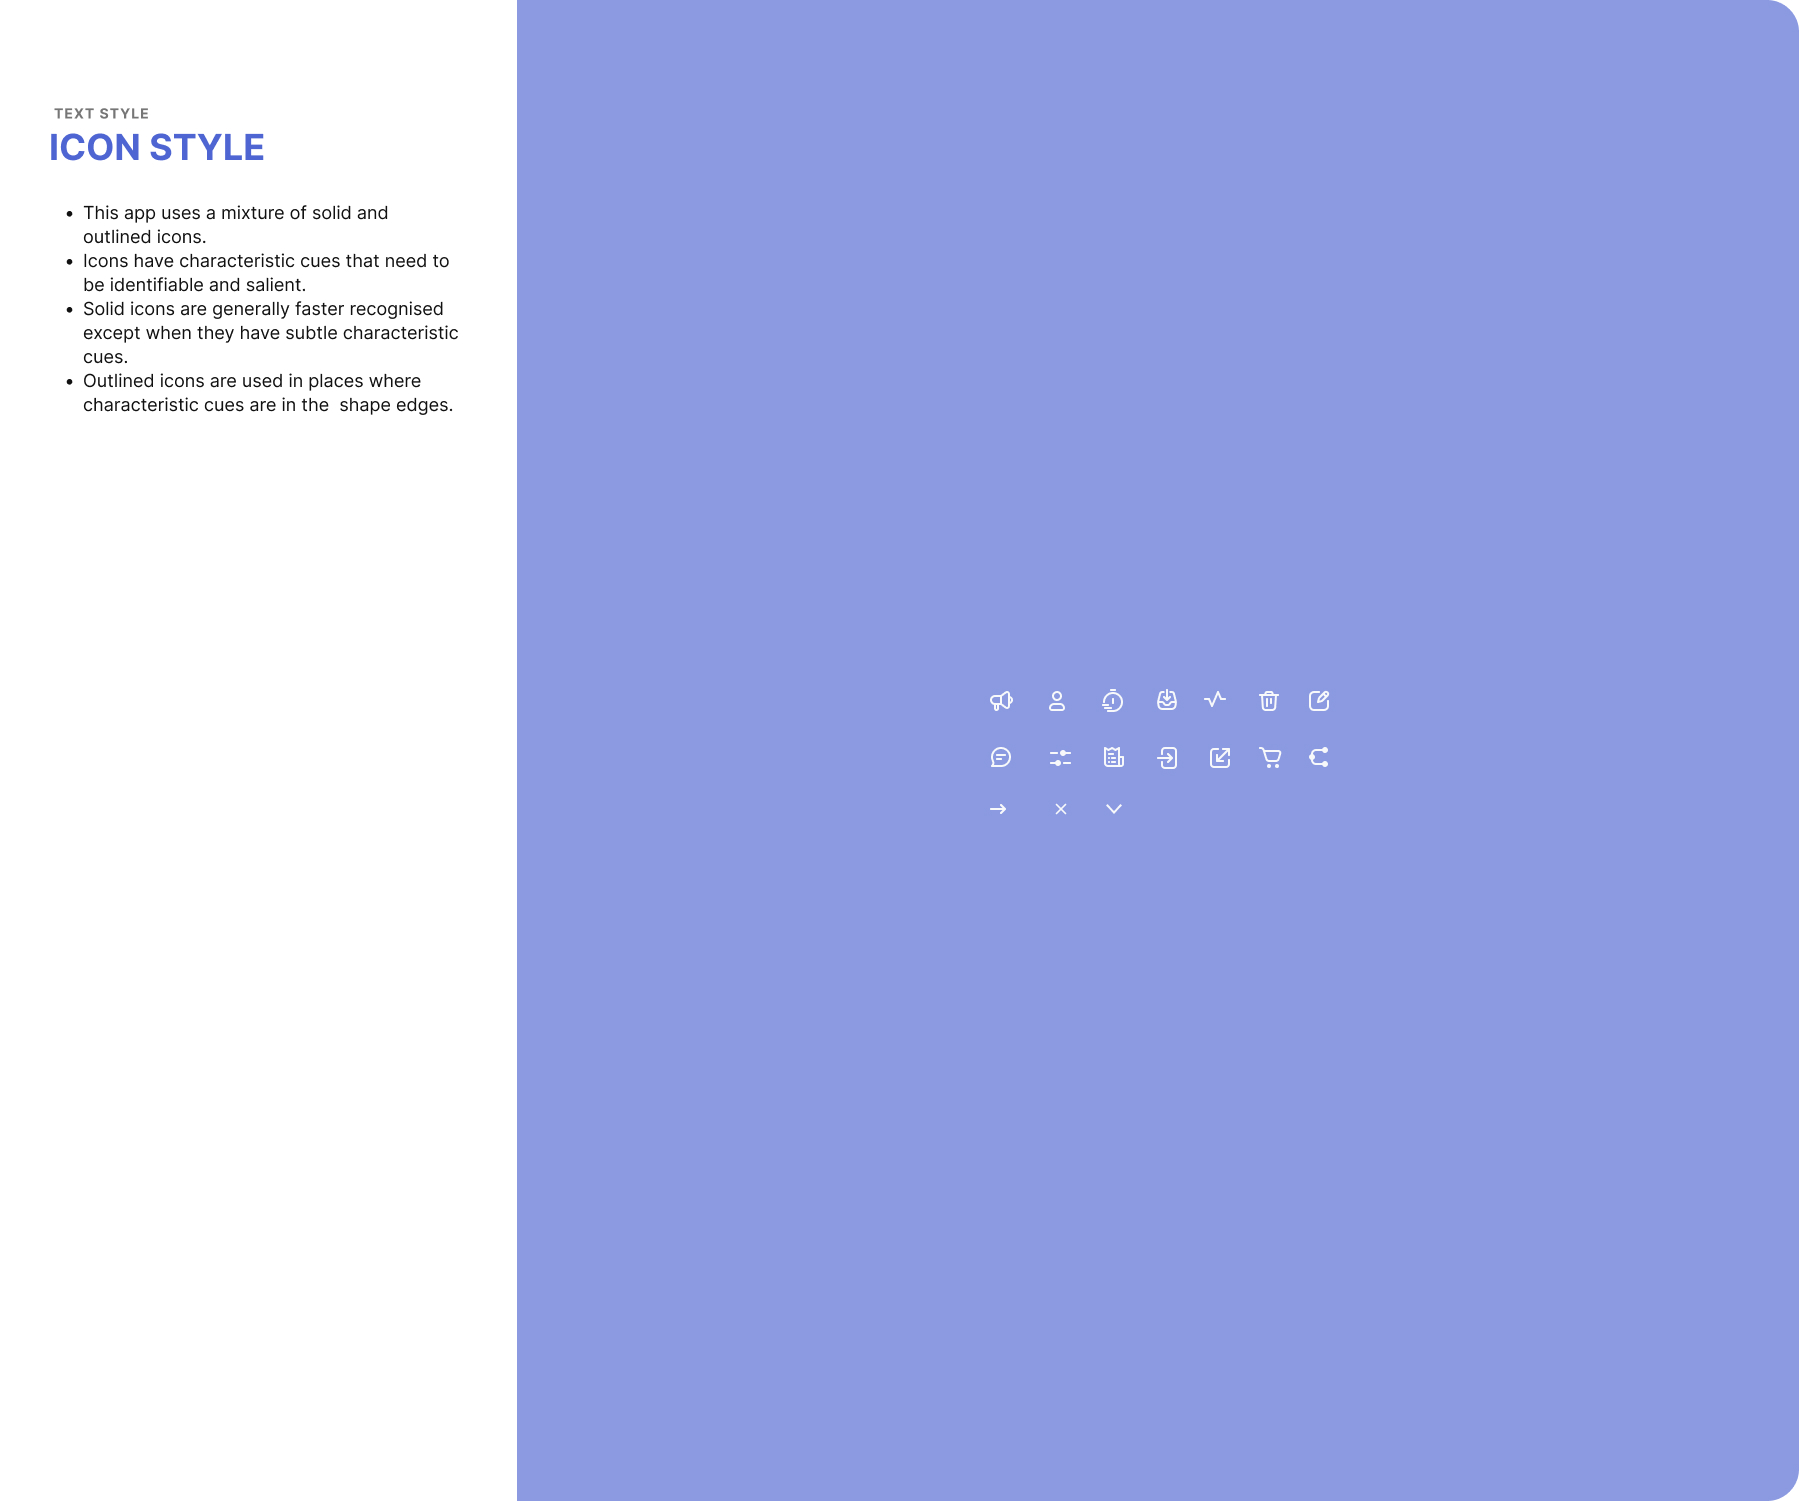 TEXT STYLE
ICON STYLE
• This app uses a mixture of solid and
outlined icons.
• Icons have characteristic cues that need to
be identifiable and salient.
• Solid icons are generally faster recognised
except when they have subtle characteristic
cues.
• Outlined icons are used in places where
characteristic cues are in the  shape edges.